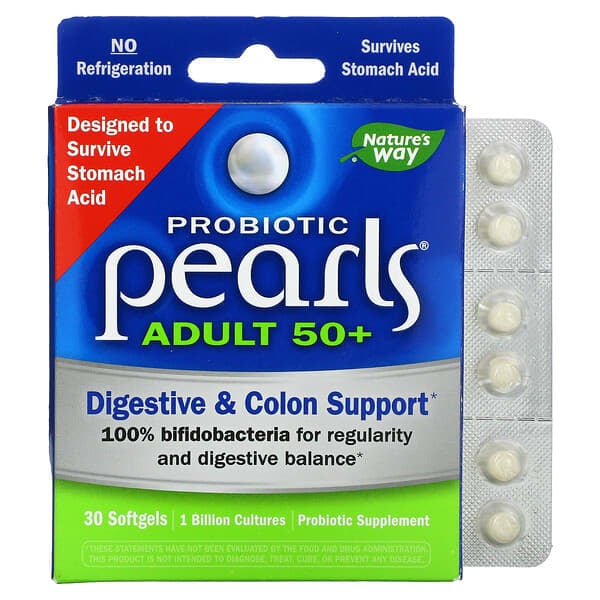 NO
Refrigeration
Survives
Stomach Acid
Designed to
Survive
Stomach
Acid
Nature's
Way®
PROBIOTIC
pearls®
ADULT 50+
Digestive & Colon Support*
100% bifidobacteria for regularity
and digestive balance*
30 Softgels | 1 Billion Cultures | Probiotic Supplement
*THESE STATEMENTS HAVE NOT BEEN EVALUATED BY THE FOOD AND DRUG ADMINISTRATION.
THIS PRODUCT IS NOT INTENDED TO DIAGNOSE, TREAT, CURE, OR PREVENT ANY DISEASE.